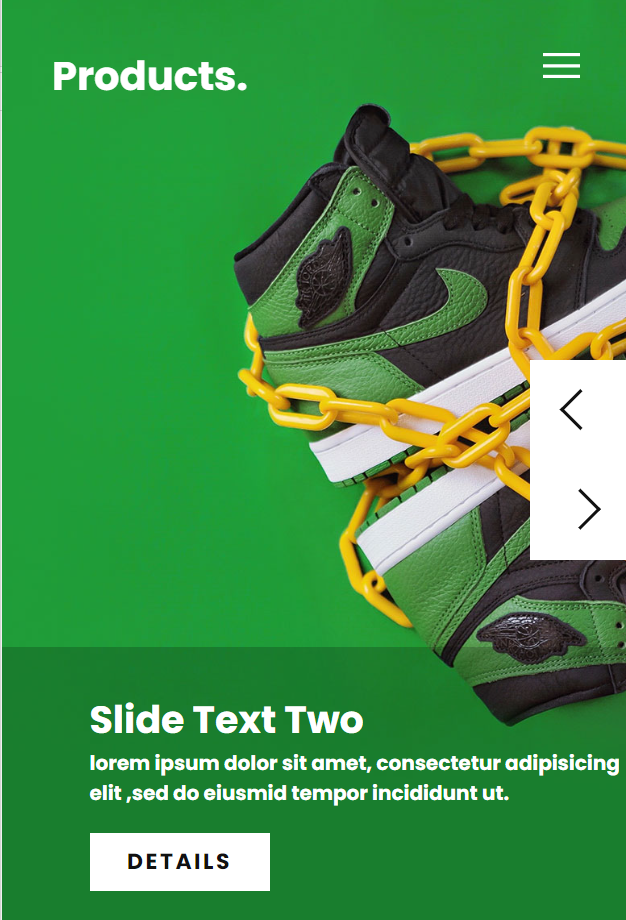 Products.
Slide Text Two
lorem ipsum dolor sit amet, consectetur adipisicing
elit ,sed do eiusmid tempor incididunt ut.
DETAILS